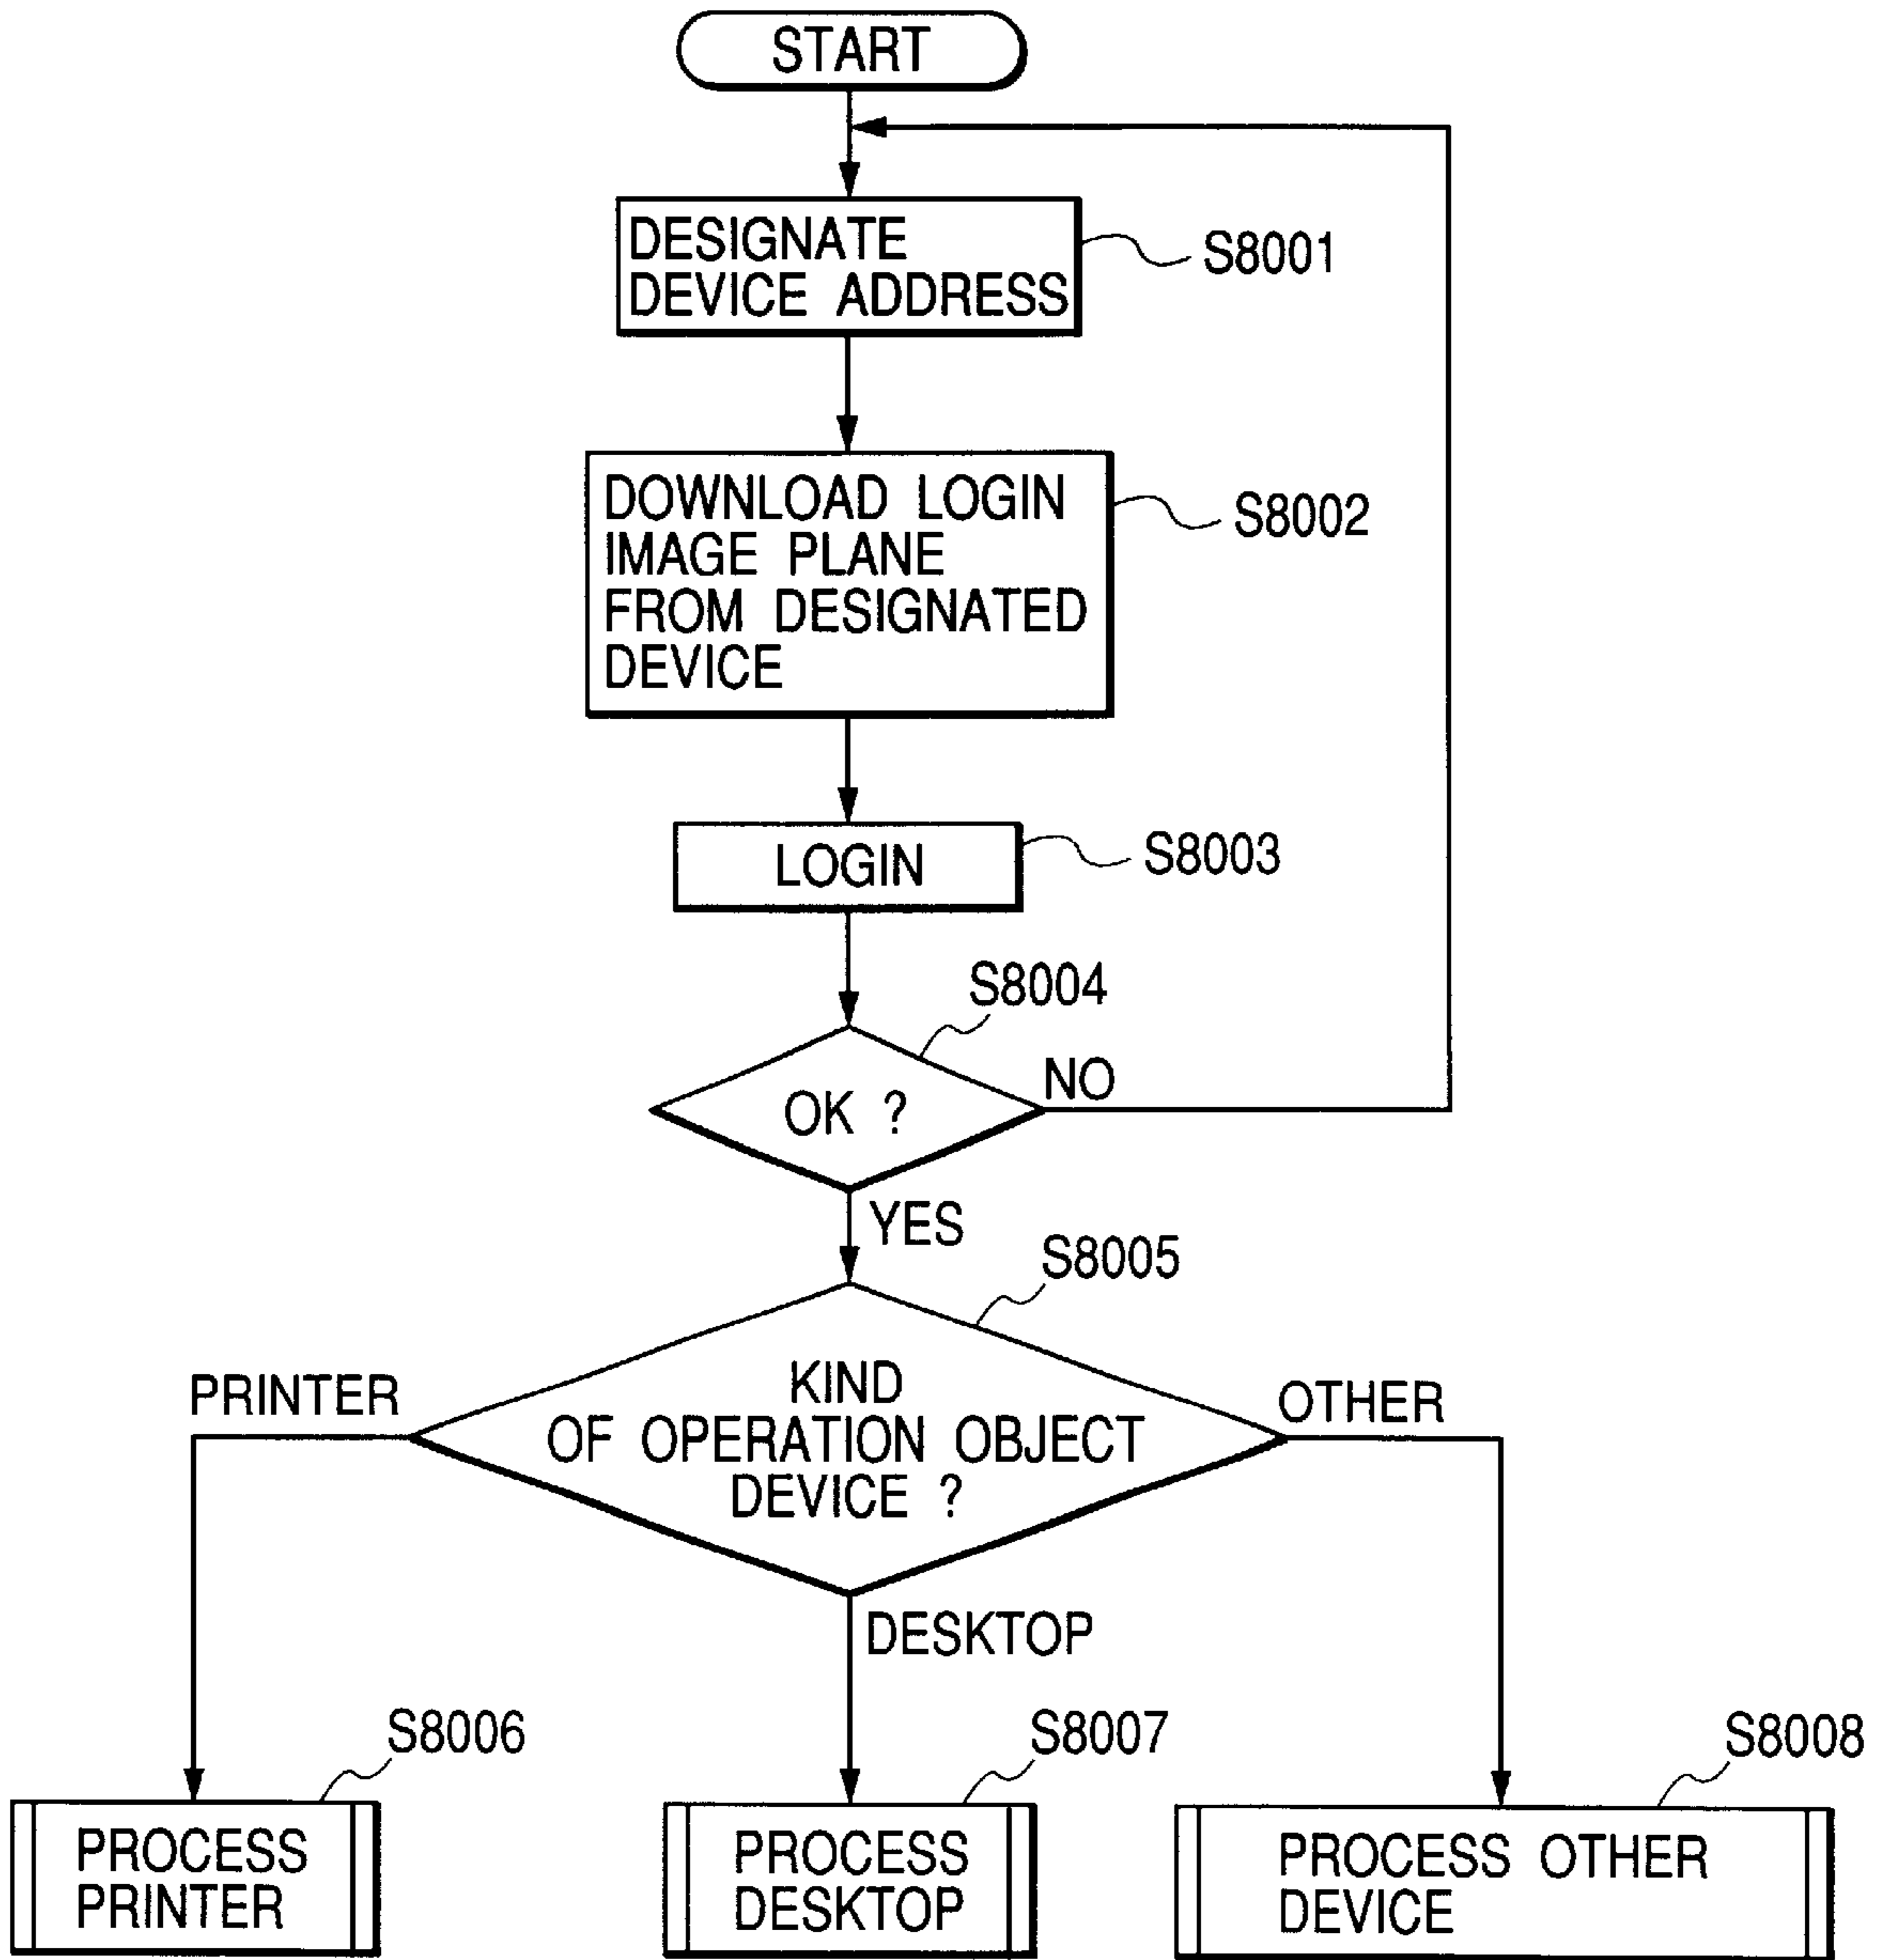 START
DESIGNATE
DEVICE ADDRESS
S8001
DOWNLOAD LOGIN
IMAGE PLANE
FROM DESIGNATED
DEVICE
S8002
LOGIN
S8003
S8004
OK ?
NO
YES
S8005
KIND
OF OPERATION OBJECT
DEVICE ?
PRINTER
OTHER
DESKTOP
S8006
S8007
S8008
PROCESS
PRINTER
PROCESS
DESKTOP
PROCESS OTHER
DEVICE